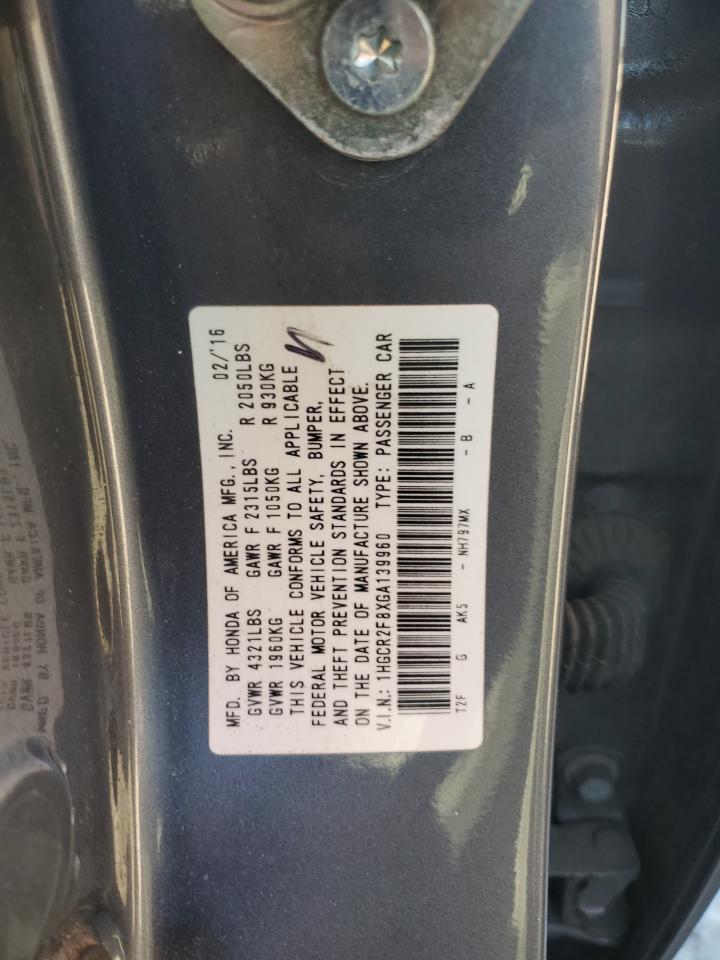 MFD. BY HONDA OF AMERICA MFG., INC. 02/'16
GVWR 4321LBS GAWR F 2315LBS R 2050LBS
GVWR 1960KG GAWR F 1050KG R 930KG
THIS VEHICLE CONFORMS TO ALL APPLICABLE
FEDERAL MOTOR VEHICLE SAFETY, BUMPER,
AND THEFT PREVENTION STANDARDS IN EFFECT
ON THE DATE OF MANUFACTURE SHOWN ABOVE.
V.I.N.: 1HGCR2F8XGA139960 TYPE: PASSENGER CAR
T2F G AK5 - NH797MX - B - A